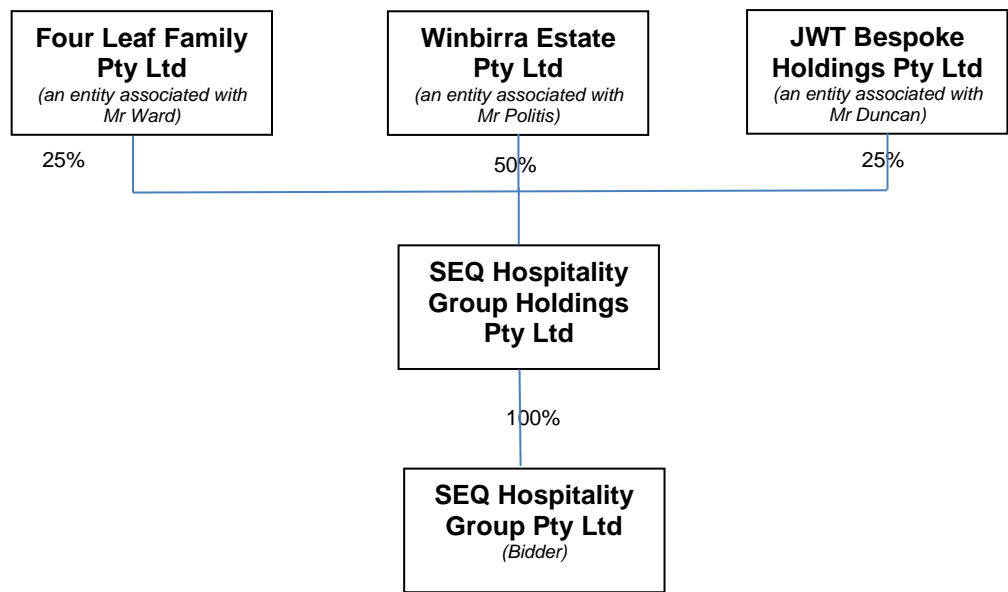 Four Leaf Family
Pty Ltd
(an entity associated with
Mr Ward)
Winbirra Estate
Pty Ltd
(an entity associated with
Mr Politis)
JWT Bespoke
Holdings Pty Ltd
(an entity associated with
Mr Duncan)
25%
50%
25%
SEQ Hospitality
Group Holdings
Pty Ltd
100%
SEQ Hospitality
Group Pty Ltd
(Bidder)